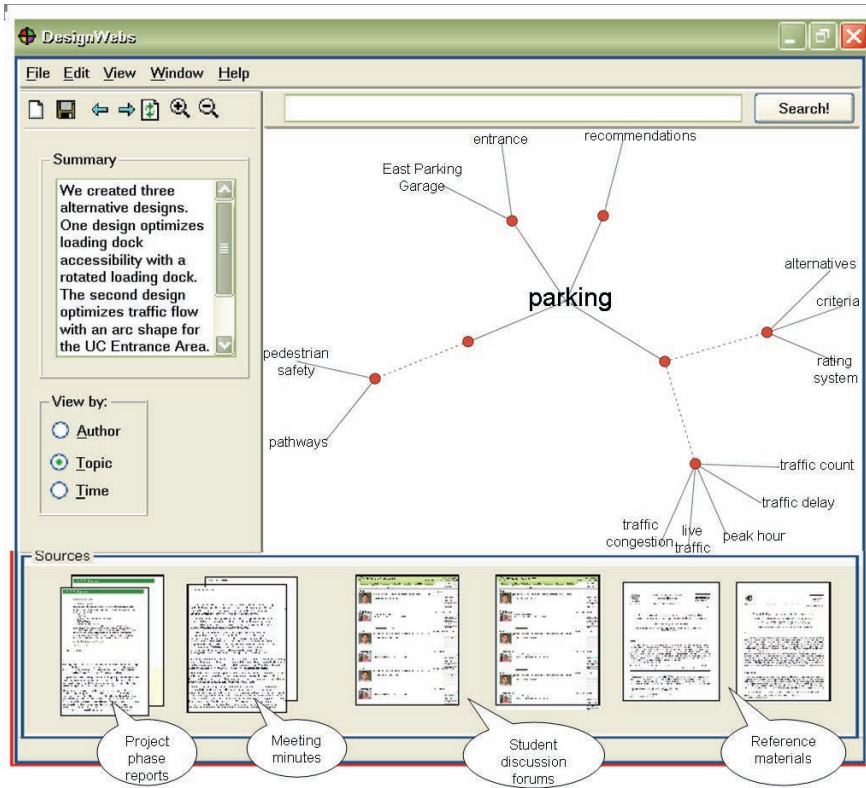 DesignWebs
File Edit View Window Help
Search!
Summary
We created three
alternative designs.
One design optimizes
loading dock
accessibility with a
rotated loading dock.
The second design
optimizes traffic flow
with an arc shape for
the UC Entrance Area.
View by:
Author
Topic
Time
entrance
recommendations
East Parking
Garage
parking
alternatives
criteria
rating
system
pedestrian
safety
pathways
traffic count
traffic delay
peak hour
live
traffic
traffic
congestion
Sources
Project
phase
reports
Meeting
minutes
Student
discussion
forums
Reference
materials